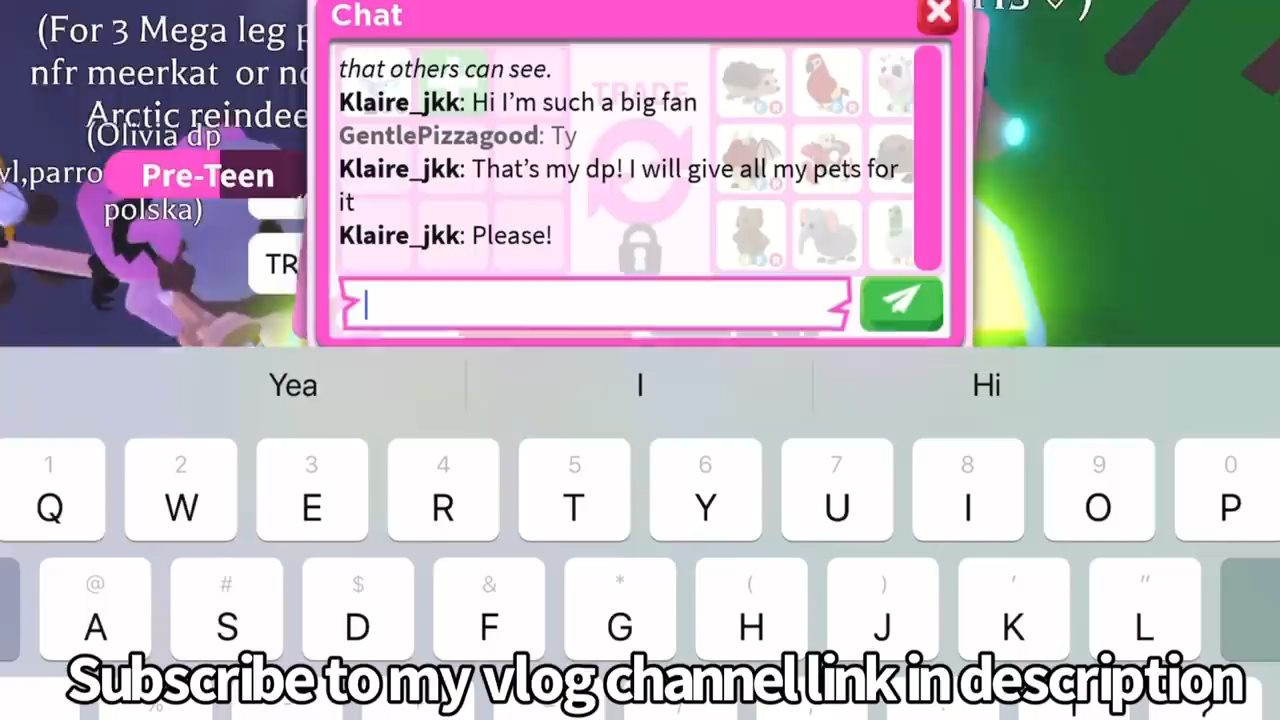 (For 3 Mega leg
nfr meerkat or
Arctic reindee
(Olivia dp
parro
Pre-Teen
polska)
TR
Chat
TRADE
that others can see.
Klaire_jkk: Hi I'm such a big fan
GentlePizzagood: Ty
Klaire_jkk: That's my dp! I will give all my pets for
it
Klaire_jkk: Please!
Yea I Hi
1 2 3 4 5 6 7 8 9 0
Q W E R T Y U I O P
@ # $ & * ( ) ' "
A S D F G H J K L
Subscribe to my vlog channel link in description